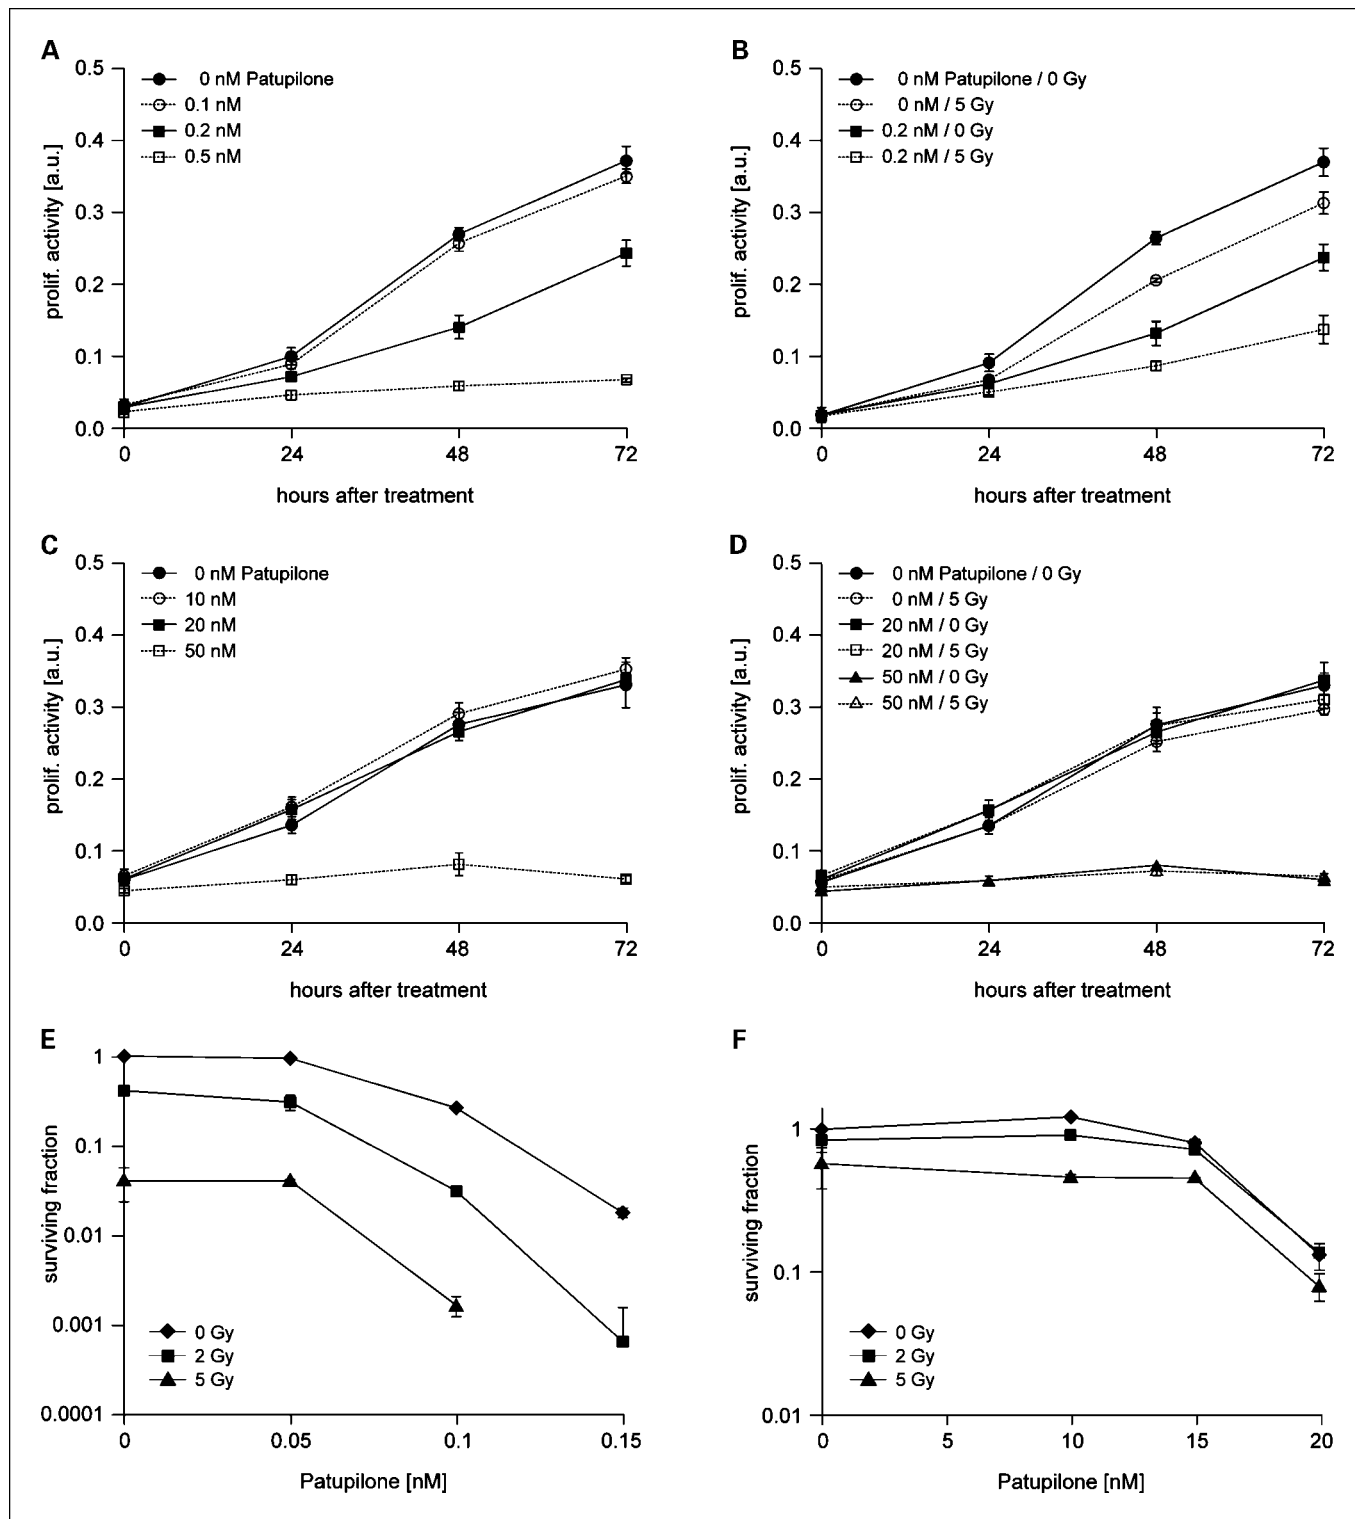 A
0.5
0.4
0.3
0.2
0.1
0.0
prolif. activity [a.u.]
0 nM Patupilone
0.1 nM
0.2 nM
0.5 nM
0 24 48 72
hours after treatment
B
0.5
0.4
0.3
0.2
0.1
0.0
prolif. activity [a.u.]
0 nM Patupilone / 0 Gy
0 nM / 5 Gy
0.2 nM / 0 Gy
0.2 nM / 5 Gy
0 24 48 72
hours after treatment
C
0.5
0.4
0.3
0.2
0.1
0.0
prolif. activity [a.u.]
0 nM Patupilone
10 nM
20 nM
50 nM
0 24 48 72
hours after treatment
D
0.5
0.4
0.3
0.2
0.1
0.0
prolif. activity [a.u.]
0 nM Patupilone / 0 Gy
0 nM / 5 Gy
20 nM / 0 Gy
20 nM / 5 Gy
50 nM / 0 Gy
50 nM / 5 Gy
0 24 48 72
hours after treatment
E
1
0.1
0.01
0.001
0.0001
surviving fraction
0 Gy
2 Gy
5 Gy
0 0.05 0.1 0.15
Patupilone [nM]
F
1
0.1
0.01
surviving fraction
0 Gy
2 Gy
5 Gy
0 5 10 15 20
Patupilone [nM]